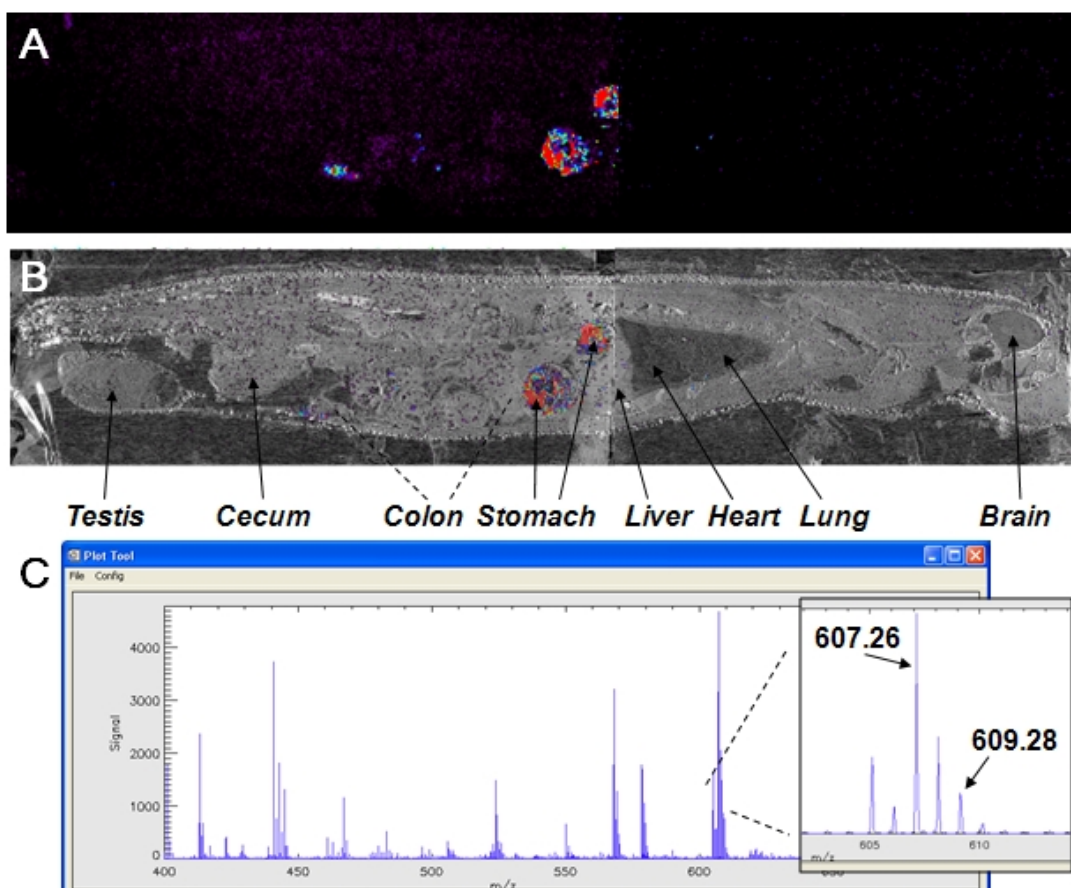 A
B
Testis Cecum Colon Stomach Liver Heart Lung Brain
C
Plot Tool
File Config
Signal
4000
3000
2000
1000
0
400 450 500 550 600
m/z
607.26
609.28
605 610
m/z